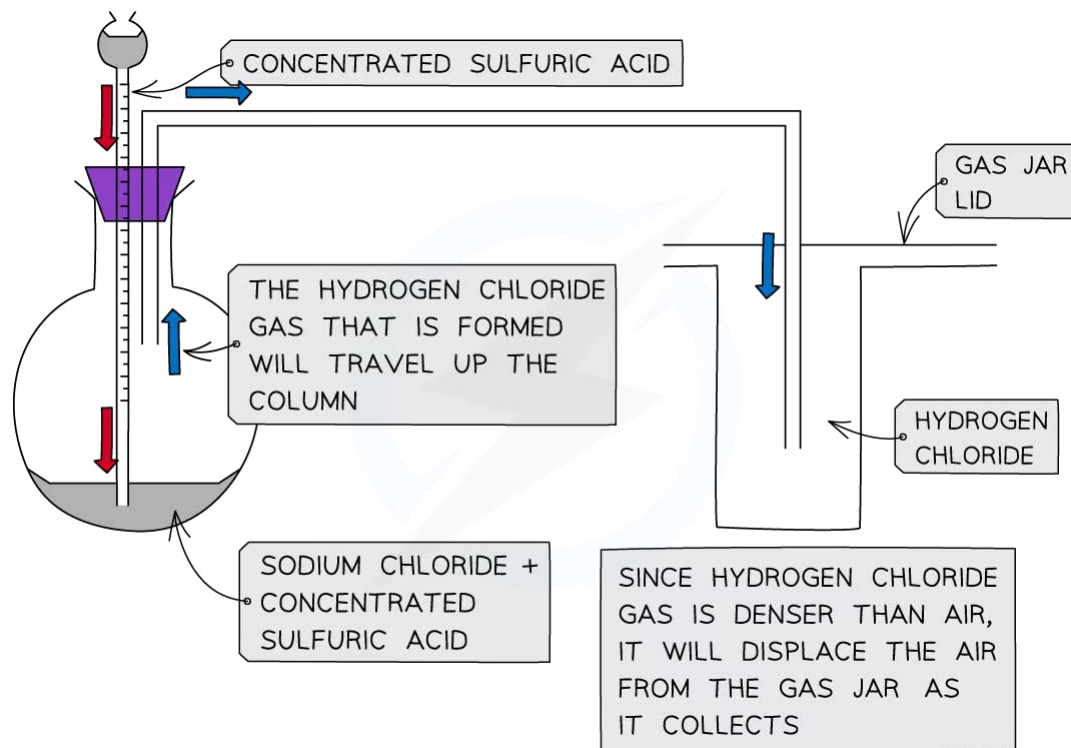 CONCENTRATED SULFURIC ACID
GAS JAR
LID
THE HYDROGEN CHLORIDE
GAS THAT IS FORMED
WILL TRAVEL UP THE
COLUMN
HYDROGEN
CHLORIDE
SODIUM CHLORIDE +
CONCENTRATED
SULFURIC ACID
SINCE HYDROGEN CHLORIDE
GAS IS DENSER THAN AIR,
IT WILL DISPLACE THE AIR
FROM THE GAS JAR AS
IT COLLECTS